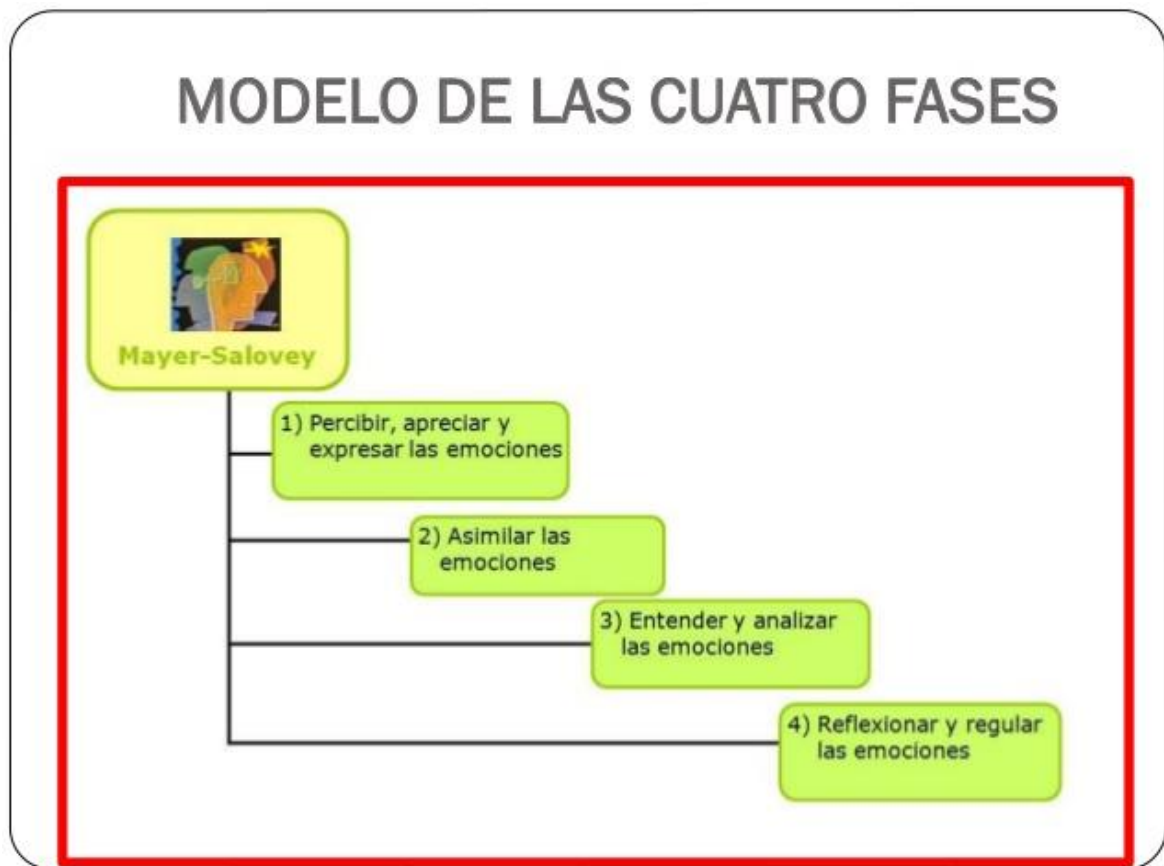 MODELO DE LAS CUATRO FASES
Mayer-Salovey
1) Percibir, apreciar y
expresar las emociones
2) Asimilar las
emociones
3) Entender y analizar
las emociones
4) Reflexionar y regular
las emociones